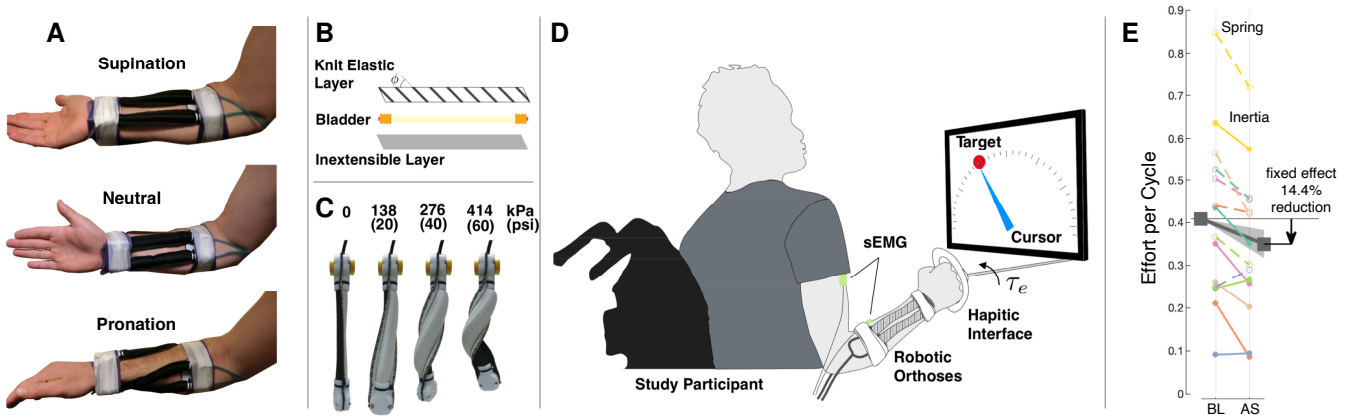 A
Supination
Neutral
Pronation
B
Knit Elastic
Layer
ϕ
Bladder
Inextensible Layer
C
0 138 276 414 kPa
(20) (40) (60) (psi)
D
Target
Cursor
sEMG
τe
Hapitic
Interface
Robotic
Orthoses
Study Participant
E
Effort per Cycle
0.9
0.8
0.7
0.6
0.5
0.4
0.3
0.2
0.1
0
Spring
Inertia
fixed effect
14.4%
reduction
BL AS